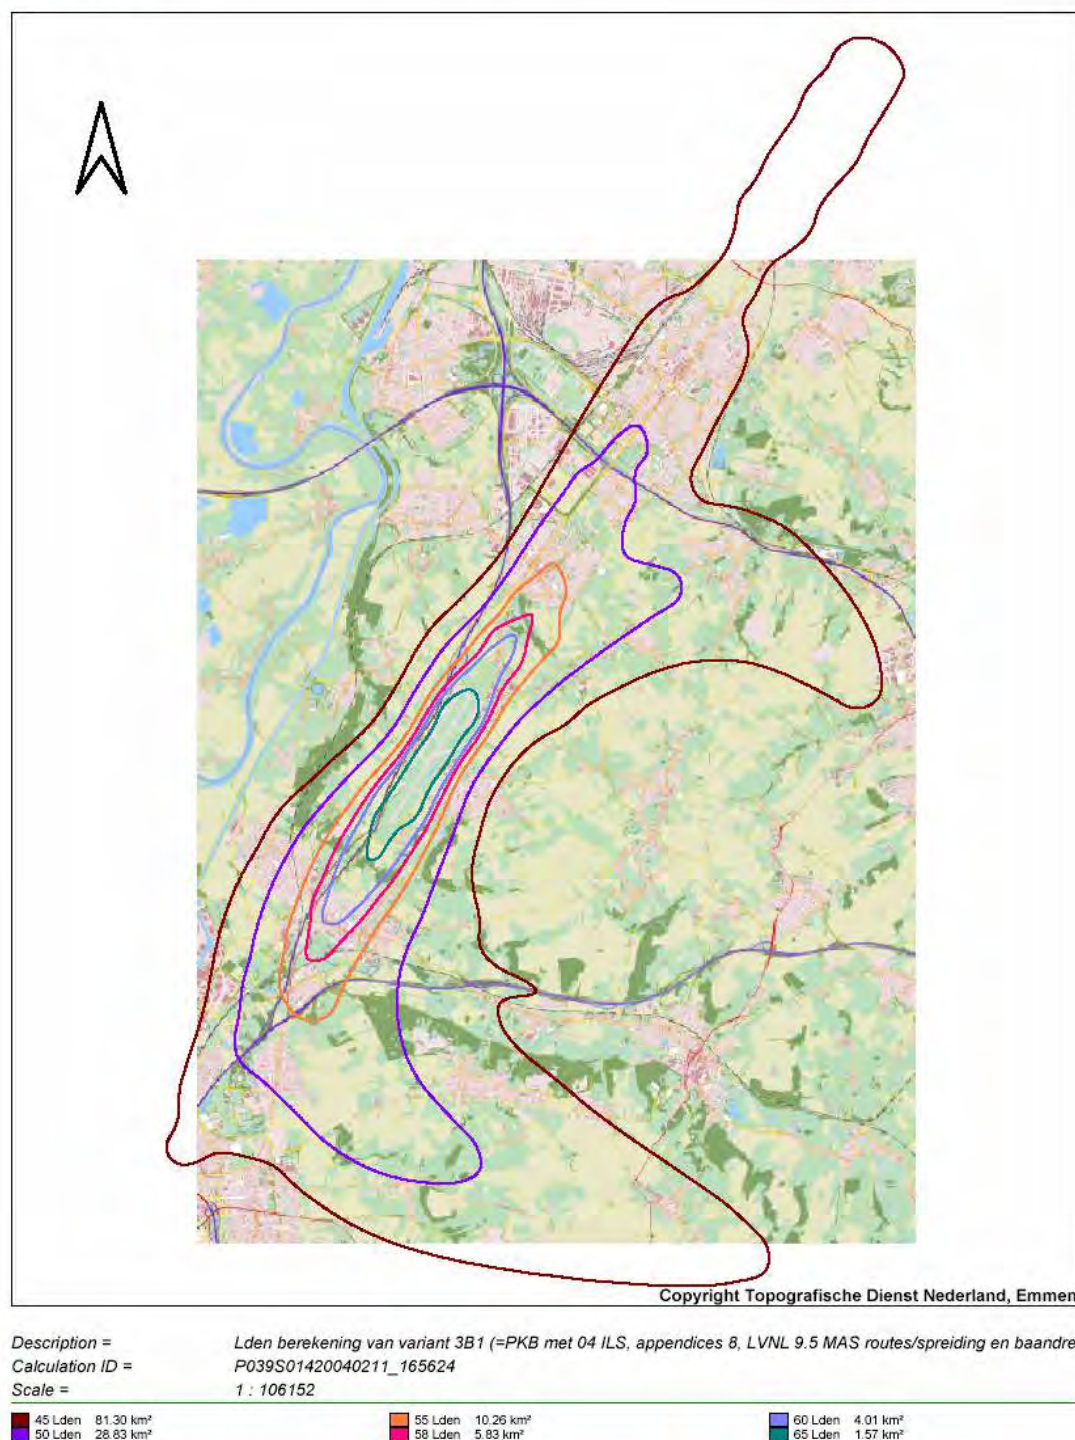 Copyright Topografische Dienst Nederland, Emmen
Description = Lden berekening van variant 3B1 (=PKB met 04 ILS, appendices 8, LVNL 9.5 MAS routes/spreiding en baandre
Calculation ID = P039S01420040211_165624
Scale = 1 : 106152
45 Lden 81.30 km² 55 Lden 10.26 km² 60 Lden 4.01 km²
50 Lden 28.83 km² 58 Lden 5.83 km² 65 Lden 1.57 km²